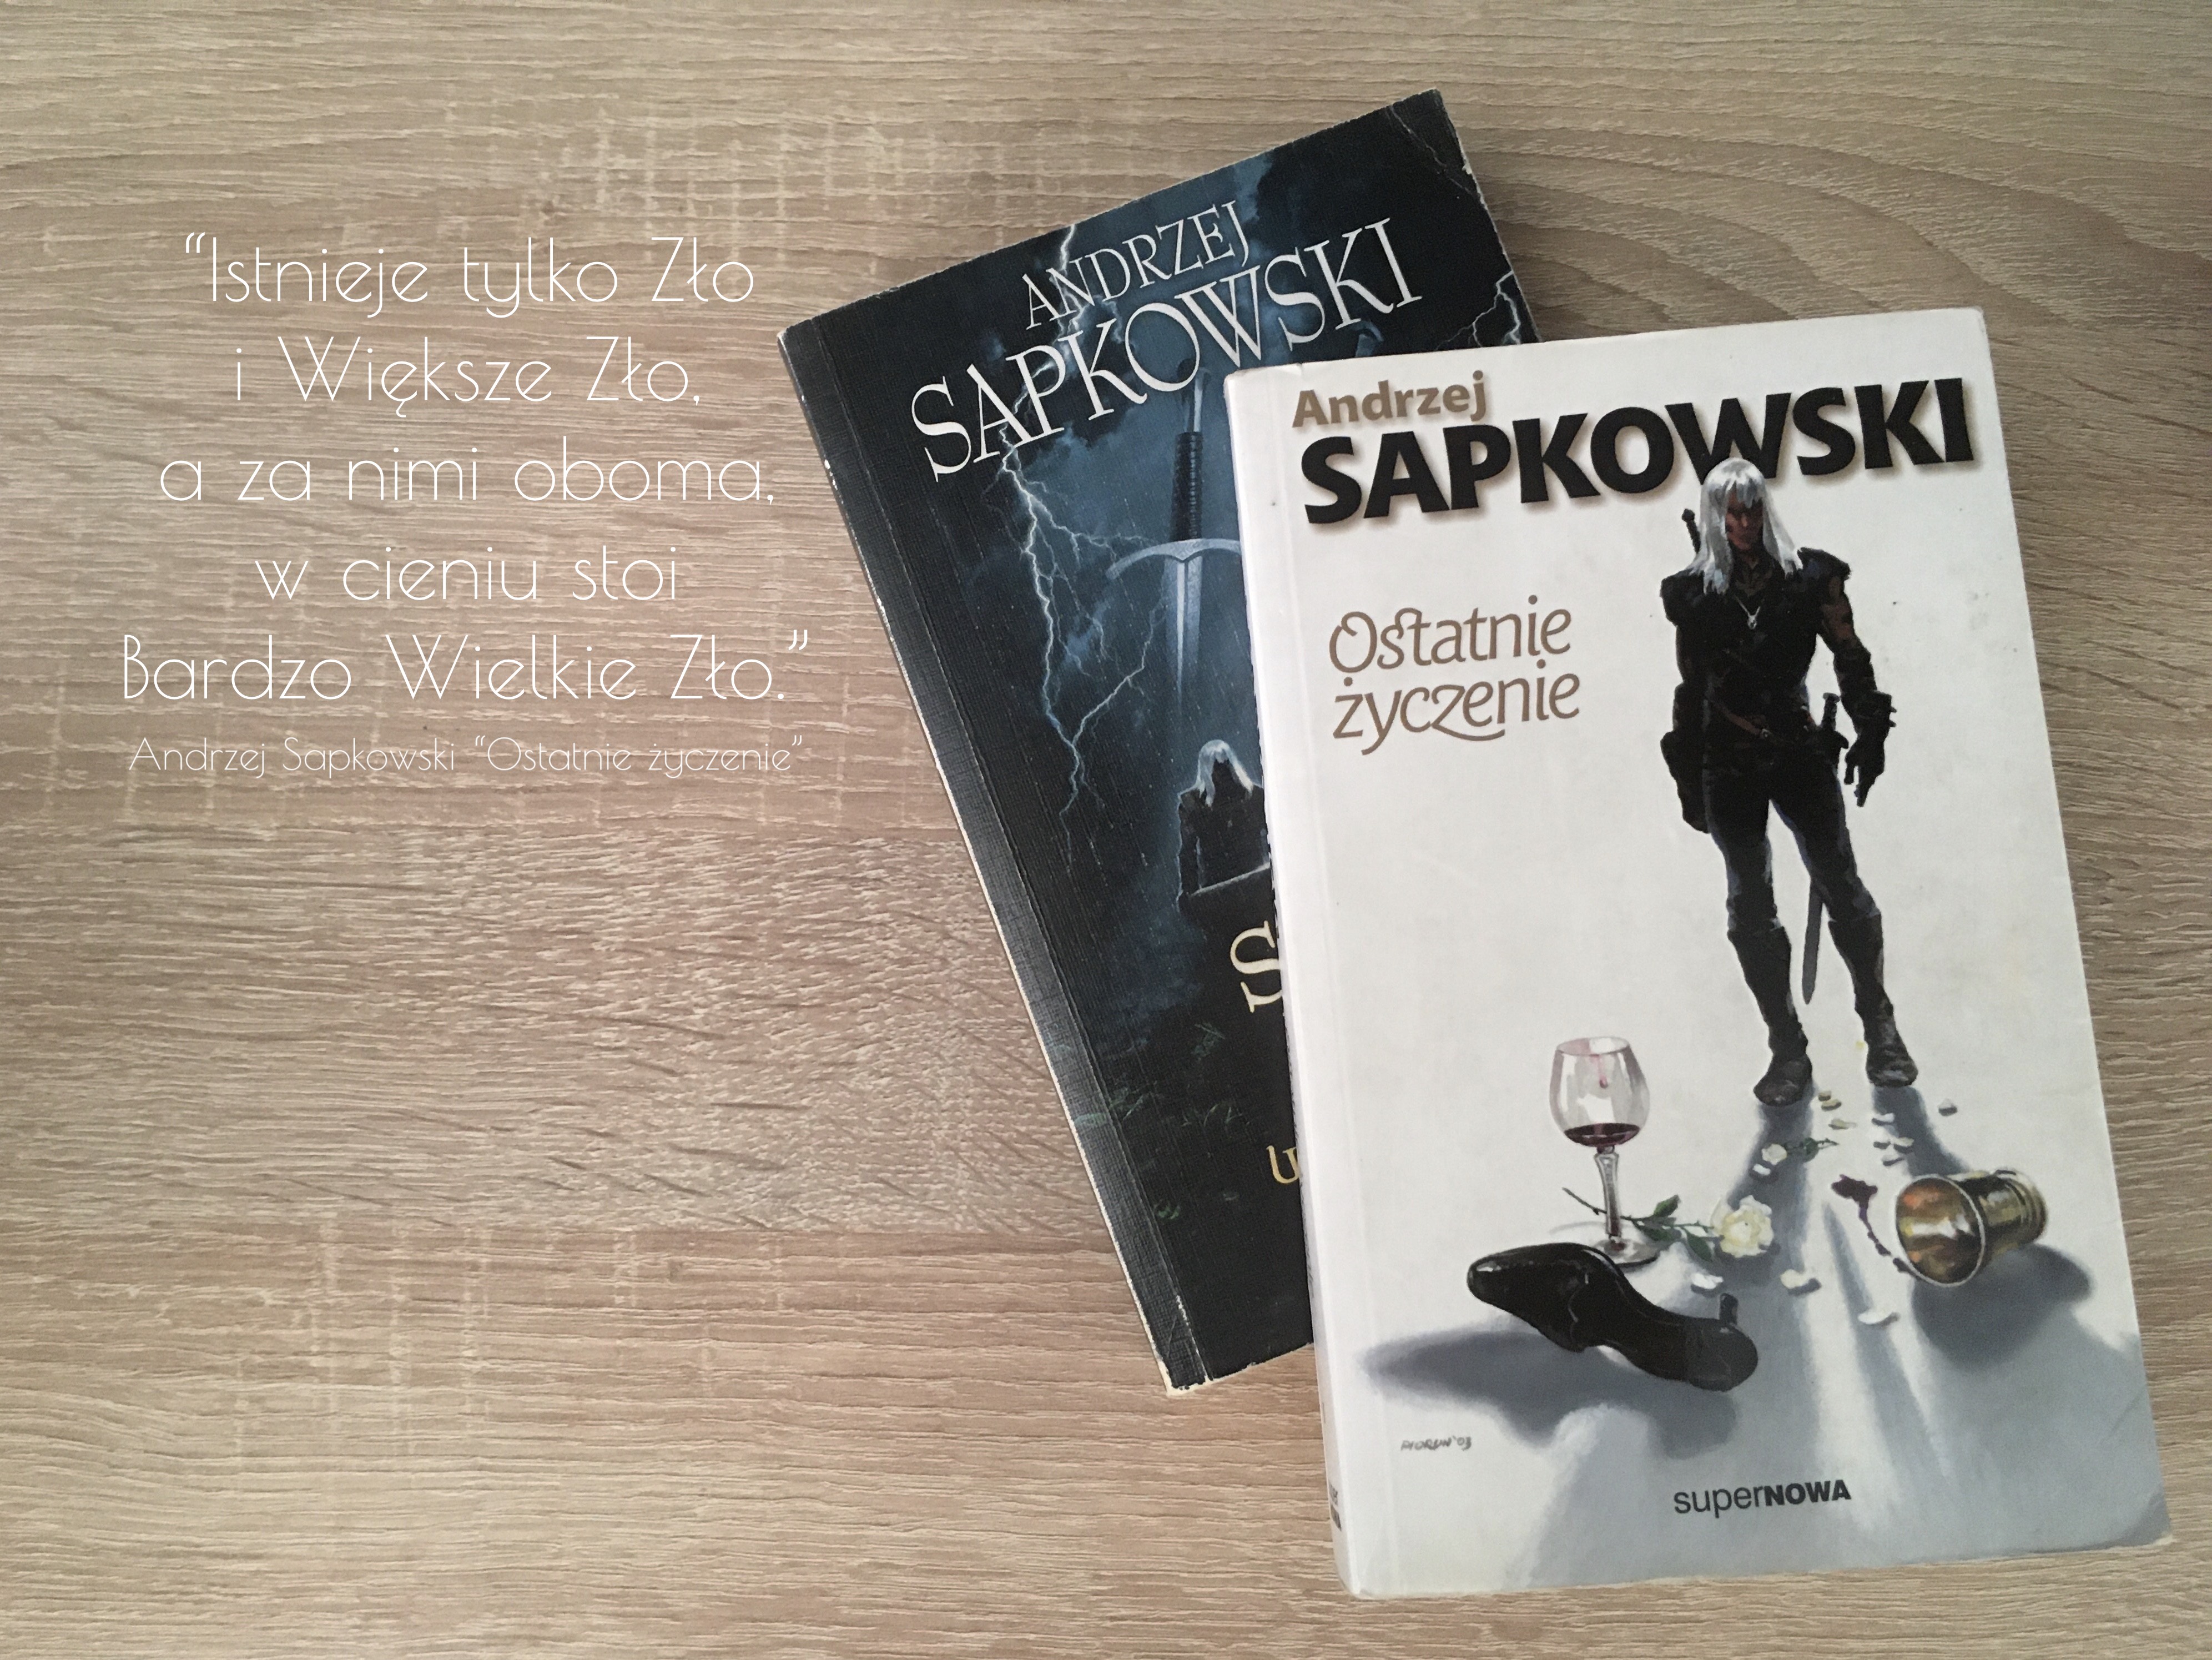 “Istnieje tylko Zło
i Większe Zło,
a za nimi oboma,
w cieniu stoi
Bardzo Wielkie Zło.”
Andrzej Sapkowski “Ostatnie życzenie”
ANDRZEJ
SAPKOWSKI
S
u
Andrzej
SAPKOWSKI
Ostatnie
życzenie
superNOWA